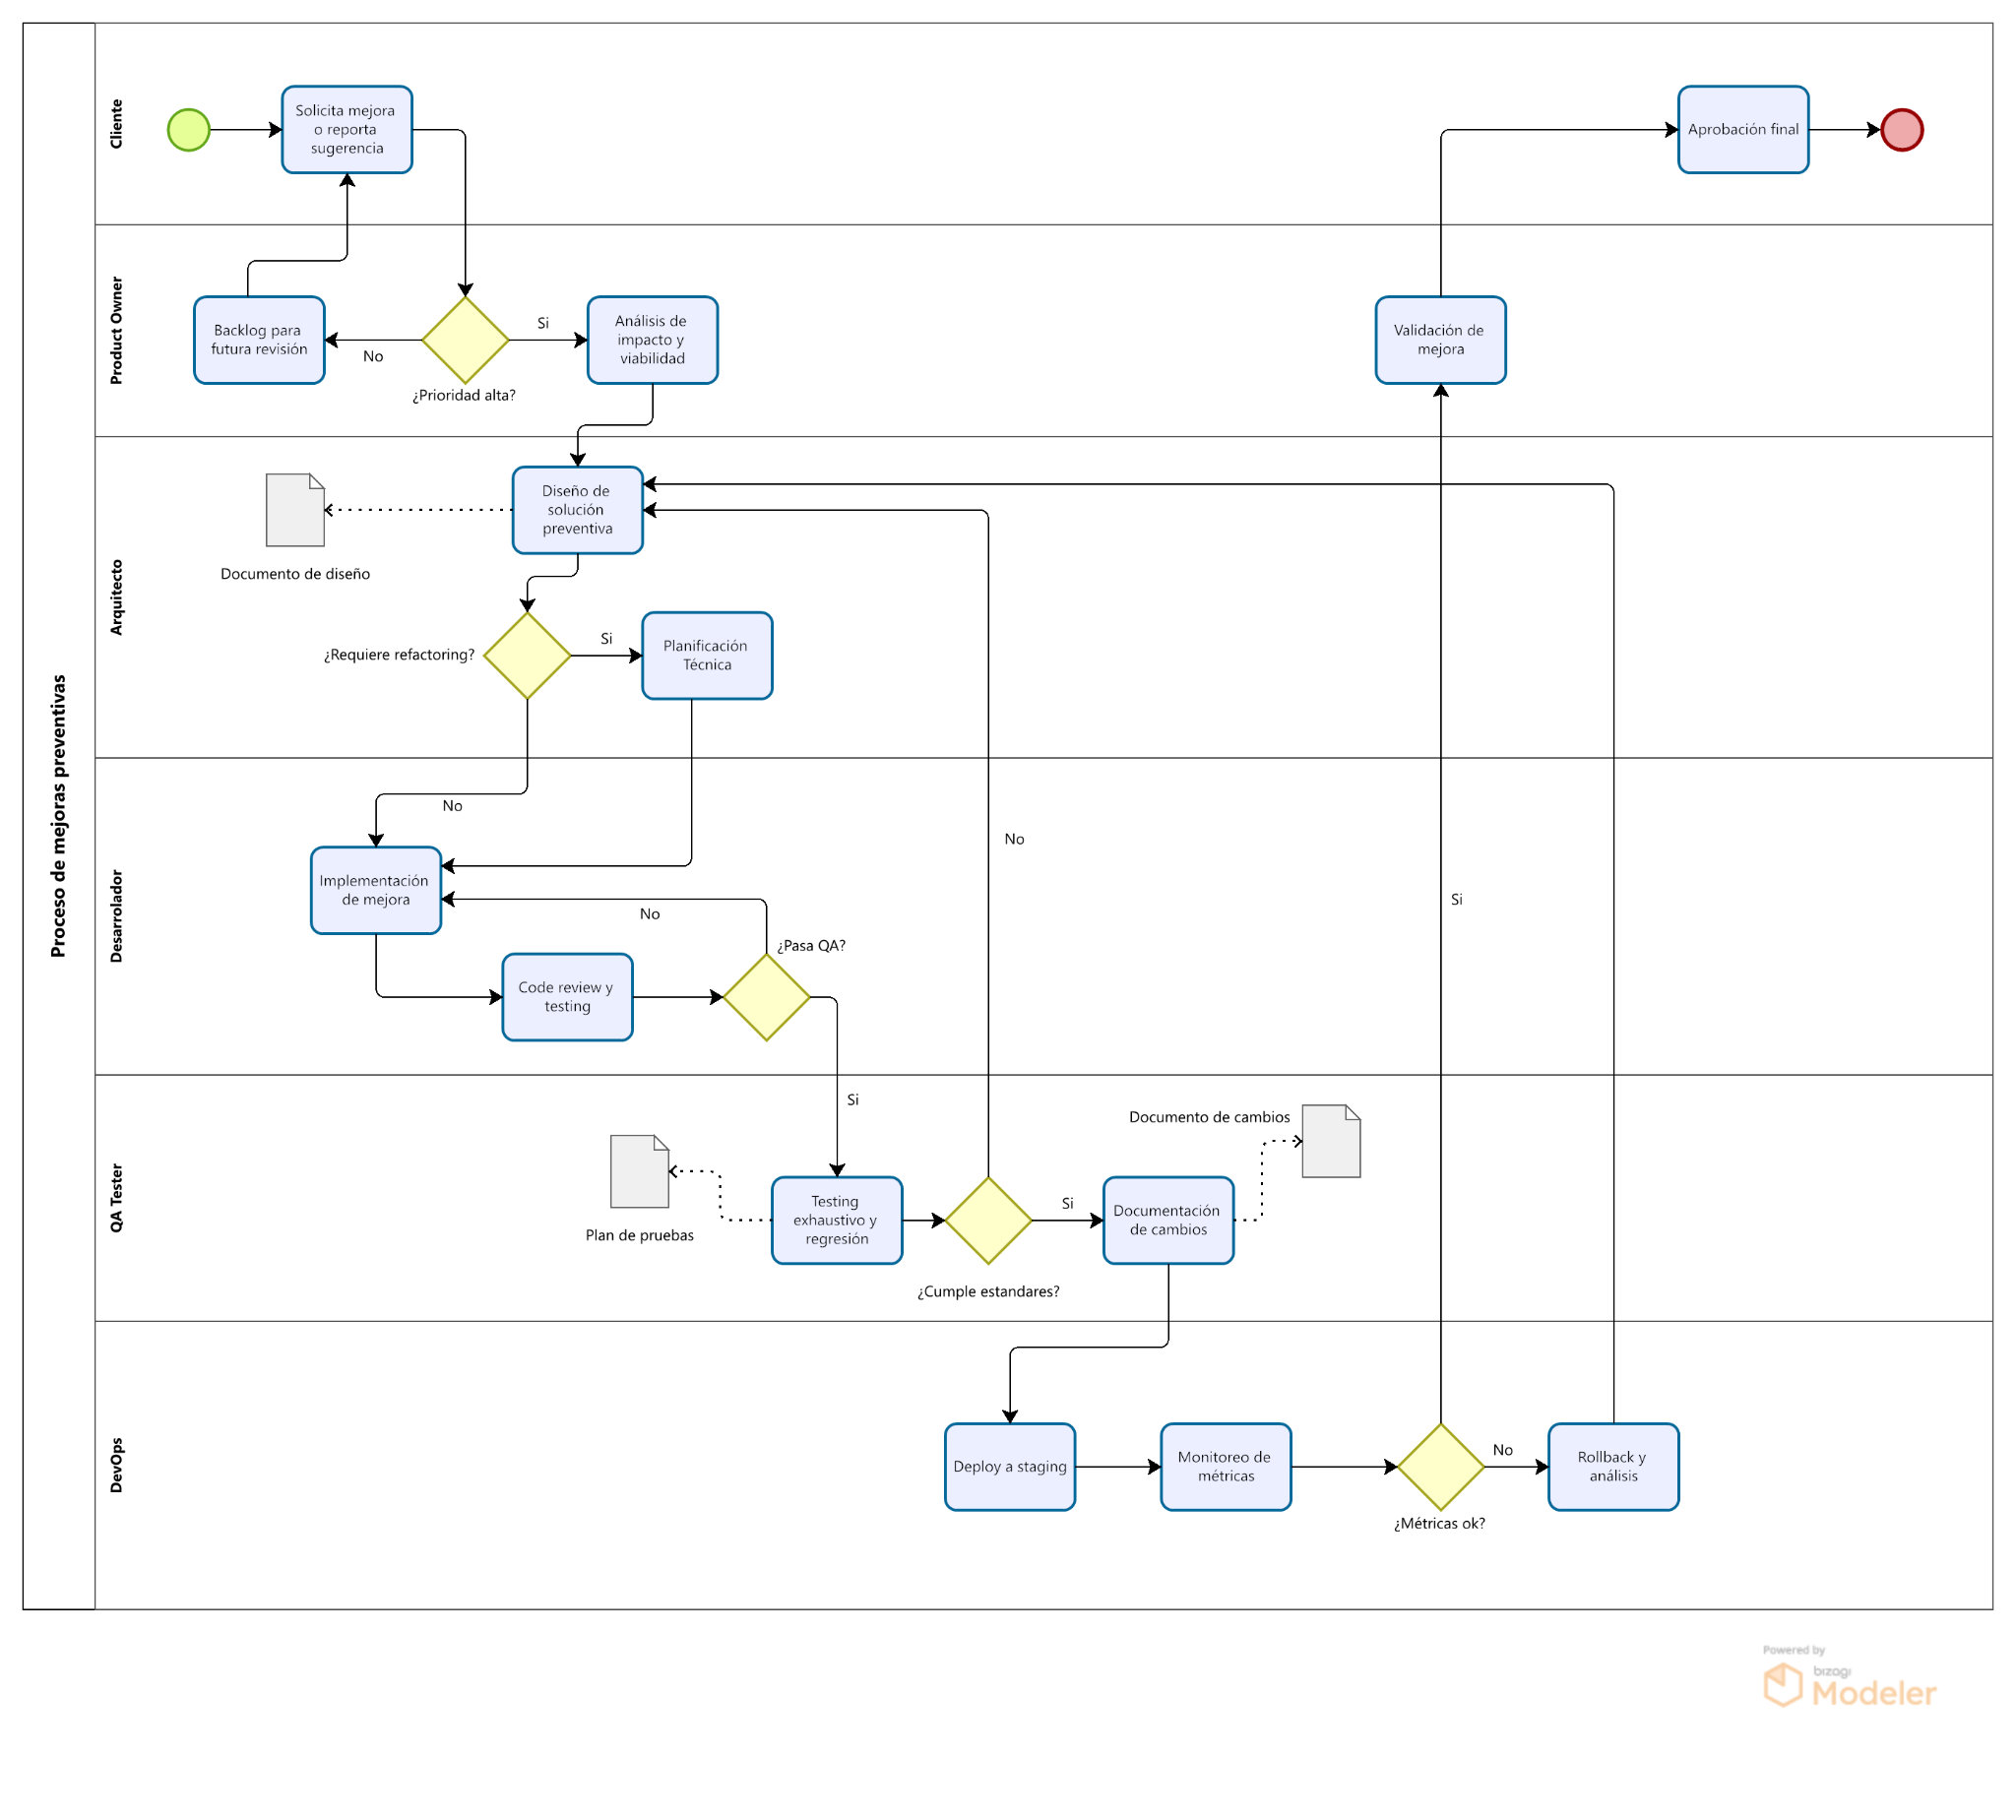 Proceso de mejoras preventivas
Cliente
Solicita mejora
o reporta
sugerencia
Aprobación final
Product Owner
Backlog para
futura revisión
No
¿Prioridad alta?
Si
Análisis de
impacto y
viabilidad
Validación de
mejora
Arquitecto
Documento de diseño
Diseño de
solución
preventiva
¿Requiere refactoring?
Si
Planificación
Técnica
Desarrolador
No
Implementación
de mejora
No
¿Pasa QA?
Code review y
testing
No
Si
QA Tester
Si
Plan de pruebas
Testing
exhaustivo y
regresión
¿Cumple estandares?
Si
Documentación
de cambios
Documento de cambios
DevOps
Deploy a staging
Monitoreo de
métricas
¿Métricas ok?
No
Rollback y
análisis
Powered by
bizagi
Modeler